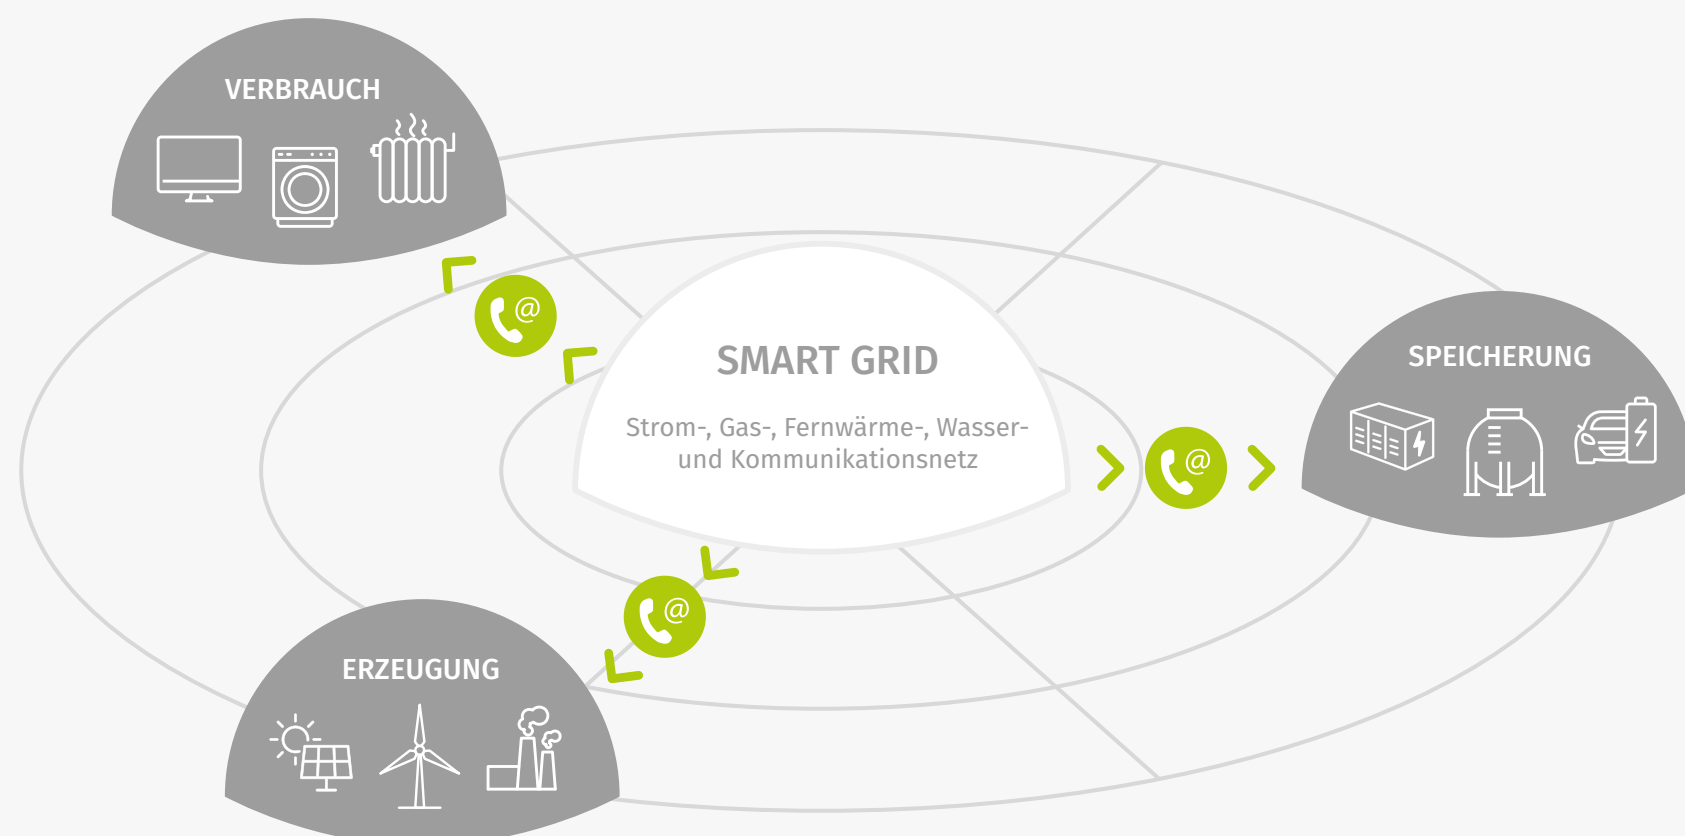 VERBRAUCH
SMART GRID
Strom-, Gas-, Fernwärme-, Wasser-
und Kommunikationsnetz
SPEICHERUNG
ERZEUGUNG
@
@
@